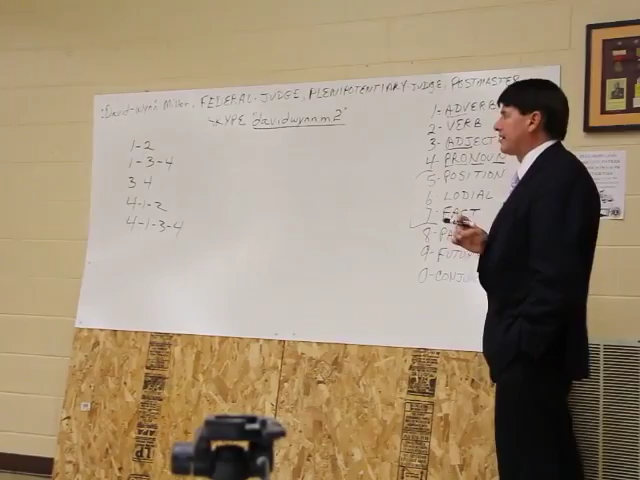 :David-Wynn: Miller, FEDERAL-JUDGE, PLENIPOTENTIARY-JUDGE, POSTMASTER
SKYPE "davidwynnm2"
1-2
1-3-4
3-4
4-1-2
4-1-3-4
1-ADVERB
2-VERB
3-ADJECT
4-PRONOUN
5-POSITION
6-LODIAL
7-FACT
8-PA
9-FUTU
0-CONJUN